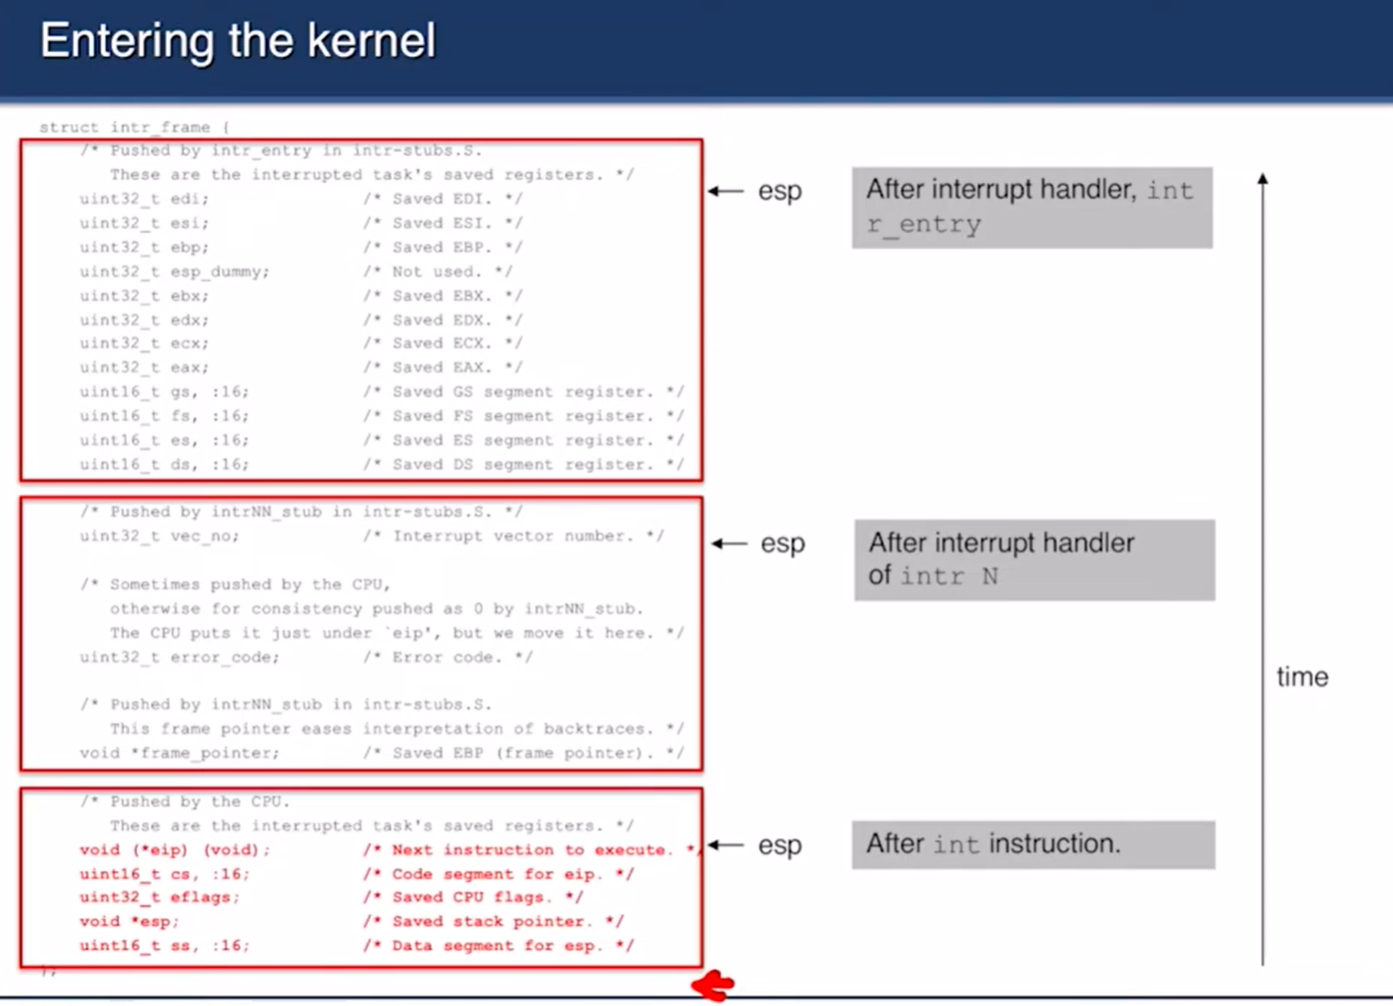 Entering the kernel
struct intr_frame {
/* Pushed by intr_entry in intr-stubs.S.
These are the interrupted task's saved registers. */
uint32_t edi; /* Saved EDI. */
uint32_t esi; /* Saved ESI. */
uint32_t ebp; /* Saved EBP. */
uint32_t esp_dummy; /* Not used. */
uint32_t ebx; /* Saved EBX. */
uint32_t edx; /* Saved EDX. */
uint32_t ecx; /* Saved ECX. */
uint32_t eax; /* Saved EAX. */
uint16_t gs, :16; /* Saved GS segment register. */
uint16_t fs, :16; /* Saved FS segment register. */
uint16_t es, :16; /* Saved ES segment register. */
uint16_t ds, :16; /* Saved DS segment register. */
esp
After interrupt handler, int
r_entry
/* Pushed by intrNN_stub in intr-stubs.S. */
uint32_t vec_no; /* Interrupt vector number. */
/* Sometimes pushed by the CPU,
otherwise for consistency pushed as 0 by intrNN_stub.
The CPU puts it just under `eip', but we move it here. */
uint32_t error_code; /* Error code. */
/* Pushed by intrNN_stub in intr-stubs.S.
This frame pointer eases interpretation of backtraces. */
void *frame_pointer; /* Saved EBP (frame pointer). */
esp
After interrupt handler
of intr N
time
/* Pushed by the CPU.
These are the interrupted task's saved registers. */
void (*eip) (void); /* Next instruction to execute. */
uint16_t cs, :16; /* Code segment for eip. */
uint32_t eflags; /* Saved CPU flags. */
void *esp; /* Saved stack pointer. */
uint16_t ss, :16; /* Data segment for esp. */
};
esp
After int instruction.